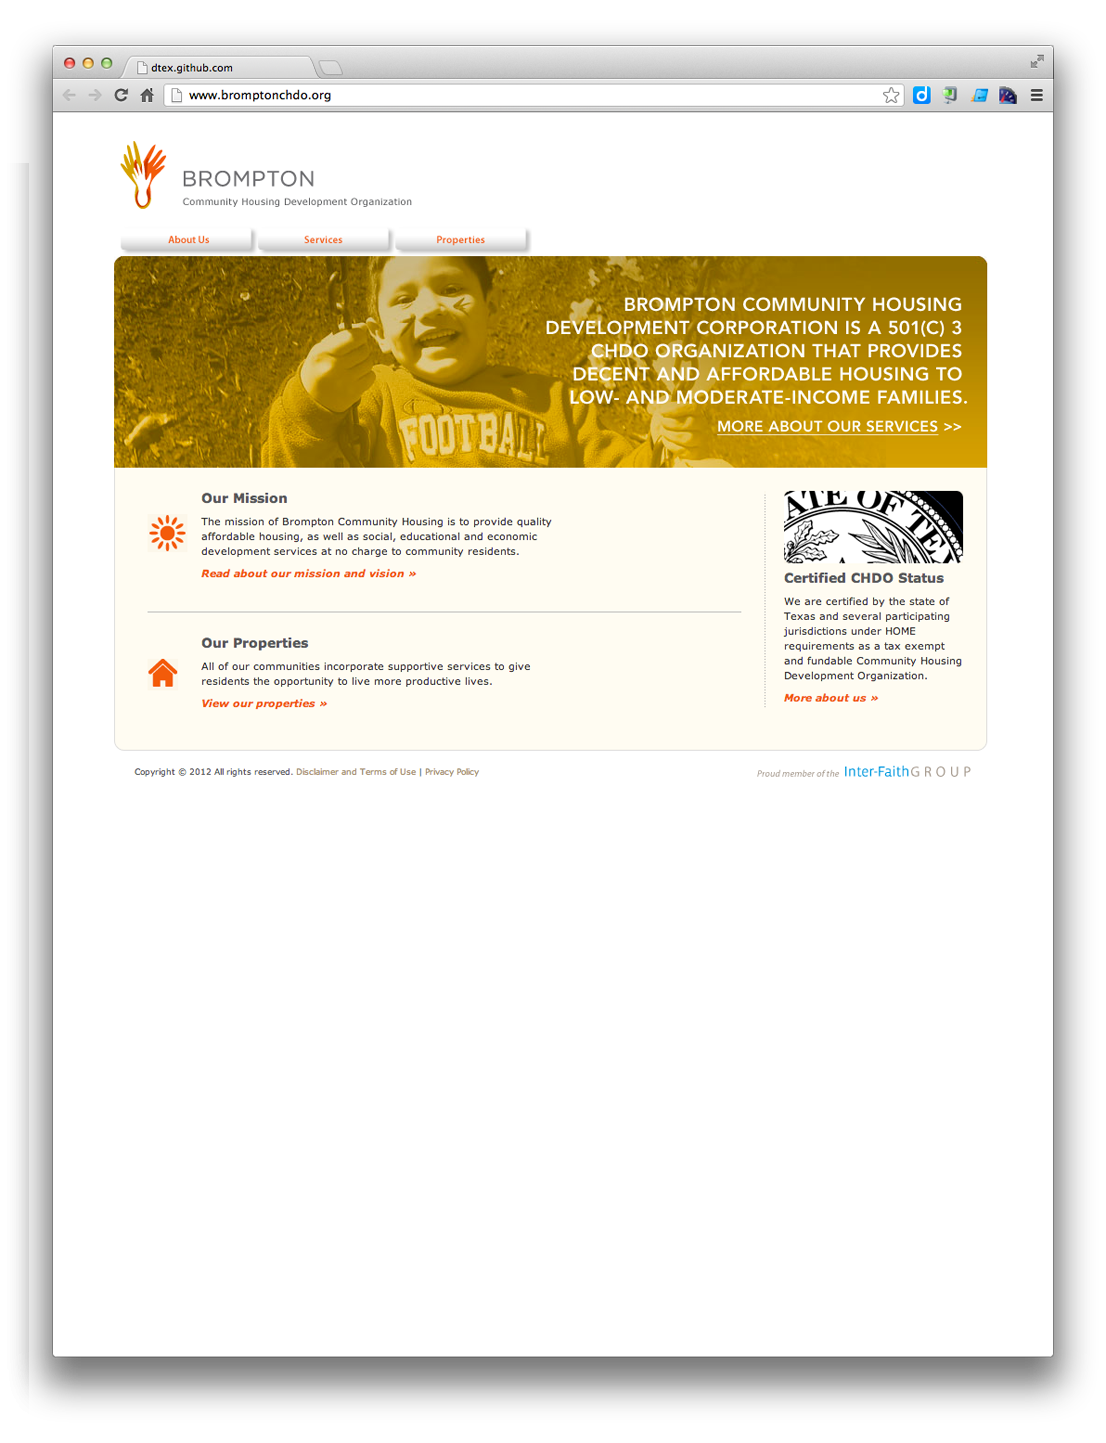 dtex.github.com
www.bromptonchdo.org
BROMPTON
Community Housing Development Organization
About Us
Services
Properties
BROMPTON COMMUNITY HOUSING
DEVELOPMENT CORPORATION IS A 501(C) 3
CHDO ORGANIZATION THAT PROVIDES
DECENT AND AFFORDABLE HOUSING TO
LOW- AND MODERATE-INCOME FAMILIES.
MORE ABOUT OUR SERVICES >>
FOOTBALL
Our Mission
The mission of Brompton Community Housing is to provide quality
affordable housing, as well as social, educational and economic
development services at no charge to community residents.
Read about our mission and vision »
Our Properties
All of our communities incorporate supportive services to give
residents the opportunity to live more productive lives.
View our properties »
ATE OF TE
Certified CHDO Status
We are certified by the state of
Texas and several participating
jurisdictions under HOME
requirements as a tax exempt
and fundable Community Housing
Development Organization.
More about us »
Copyright © 2012 All rights reserved. Disclaimer and Terms of Use | Privacy Policy
Proud member of the Inter-FaithGROUP